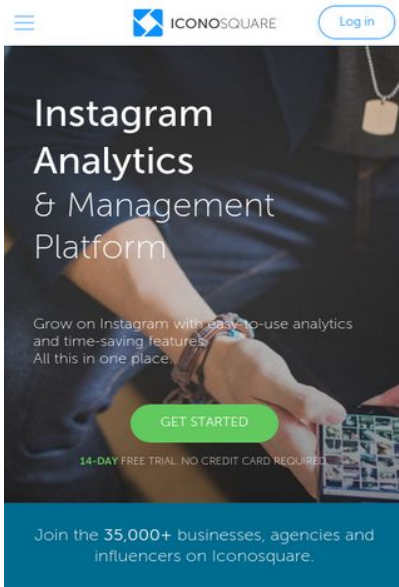 ICONOSQUARE
Log in
Instagram
Analytics
& Management
Platform
Grow on Instagram with easy-to-use analytics
and time-saving features.
All this in one place.
GET STARTED
14-DAY FREE TRIAL. NO CREDIT CARD REQUIRED.
Join the 35,000+ businesses, agencies and
influencers on Iconosquare.